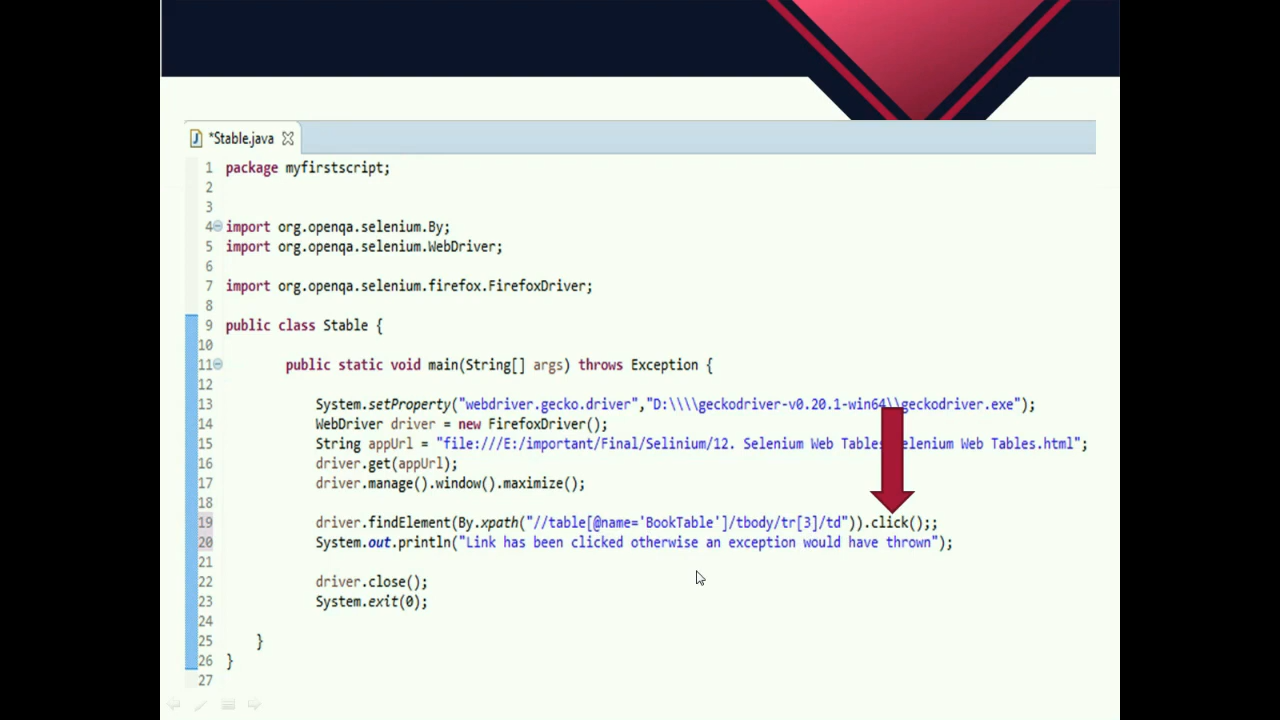 *Stable.java
1 package myfirstscript;
2
3
4 import org.openqa.selenium.By;
5 import org.openqa.selenium.WebDriver;
6
7 import org.openqa.selenium.firefox.FirefoxDriver;
8
9 public class Stable {
10
11 public static void main(String[] args) throws Exception {
12
13 System.setProperty("webdriver.gecko.driver","D:\\\\geckodriver-v0.20.1-win64\\geckodriver.exe");
14 WebDriver driver = new FirefoxDriver();
15 String appUrl = "file:///E:/important/Final/Selinium/12. Selenium Web Tables Selenium Web Tables.html";
16 driver.get(appUrl);
17 driver.manage().window().maximize();
18
19 driver.findElement(By.xpath("//table[@name='BookTable']/tbody/tr[3]/td")).click();;
20 System.out.println("Link has been clicked otherwise an exception would have thrown");
21
22 driver.close();
23 System.exit(0);
24
25 }
26 }
27